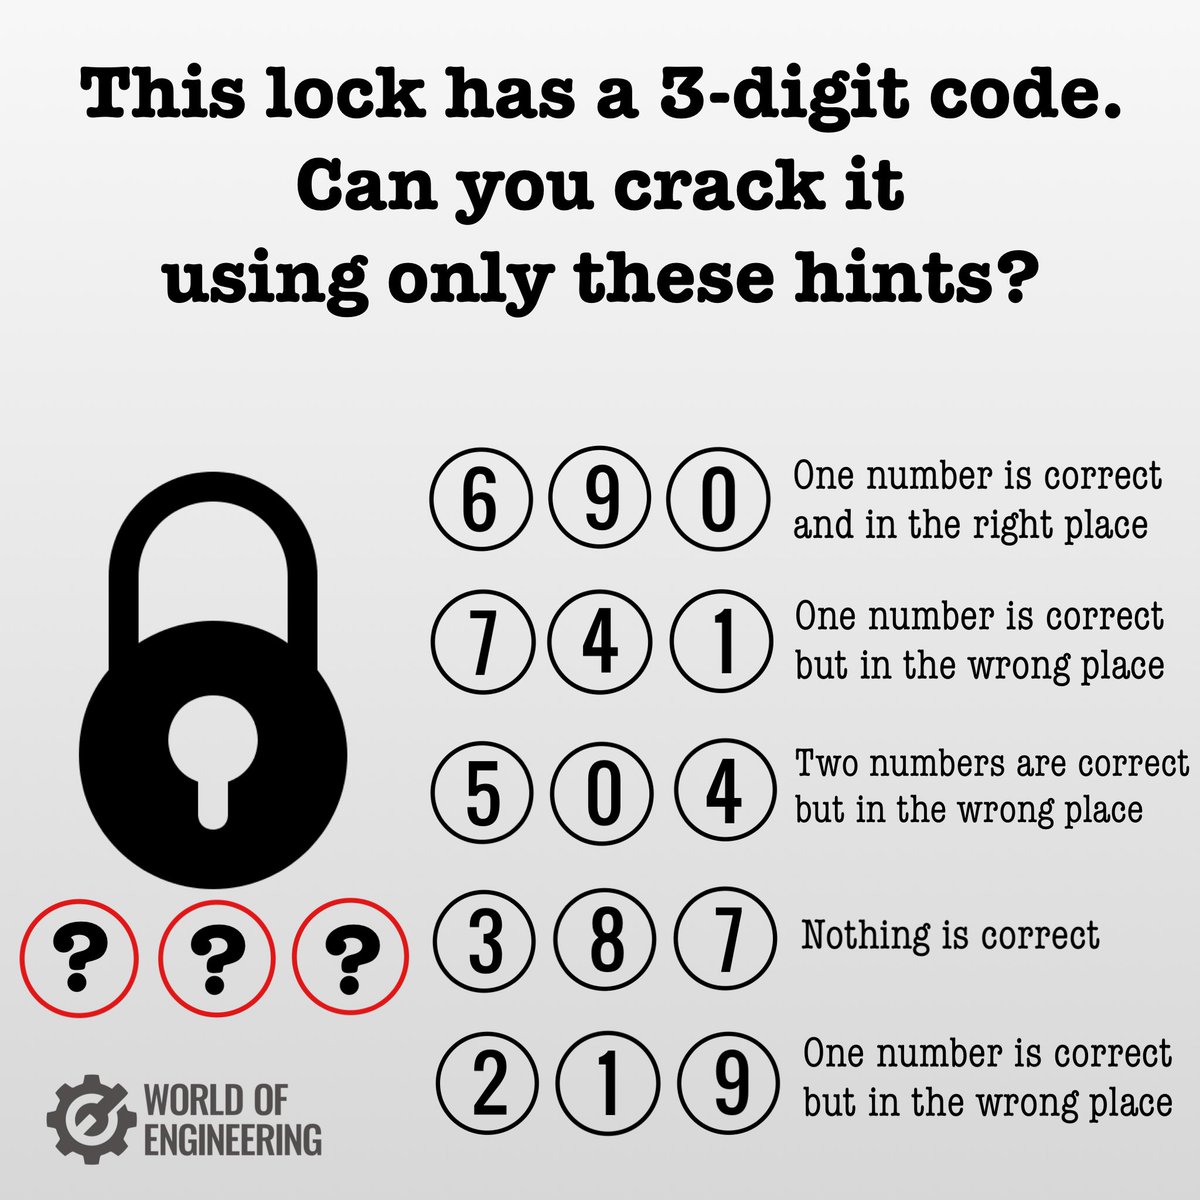 This lock has a 3-digit code.
Can you crack it
using only these hints?
6 9 0 One number is correct
and in the right place
7 4 1 One number is correct
but in the wrong place
5 0 4 Two numbers are correct
but in the wrong place
3 8 7 Nothing is correct
2 1 9 One number is correct
but in the wrong place
? ? ?
WORLD OF
ENGINEERING